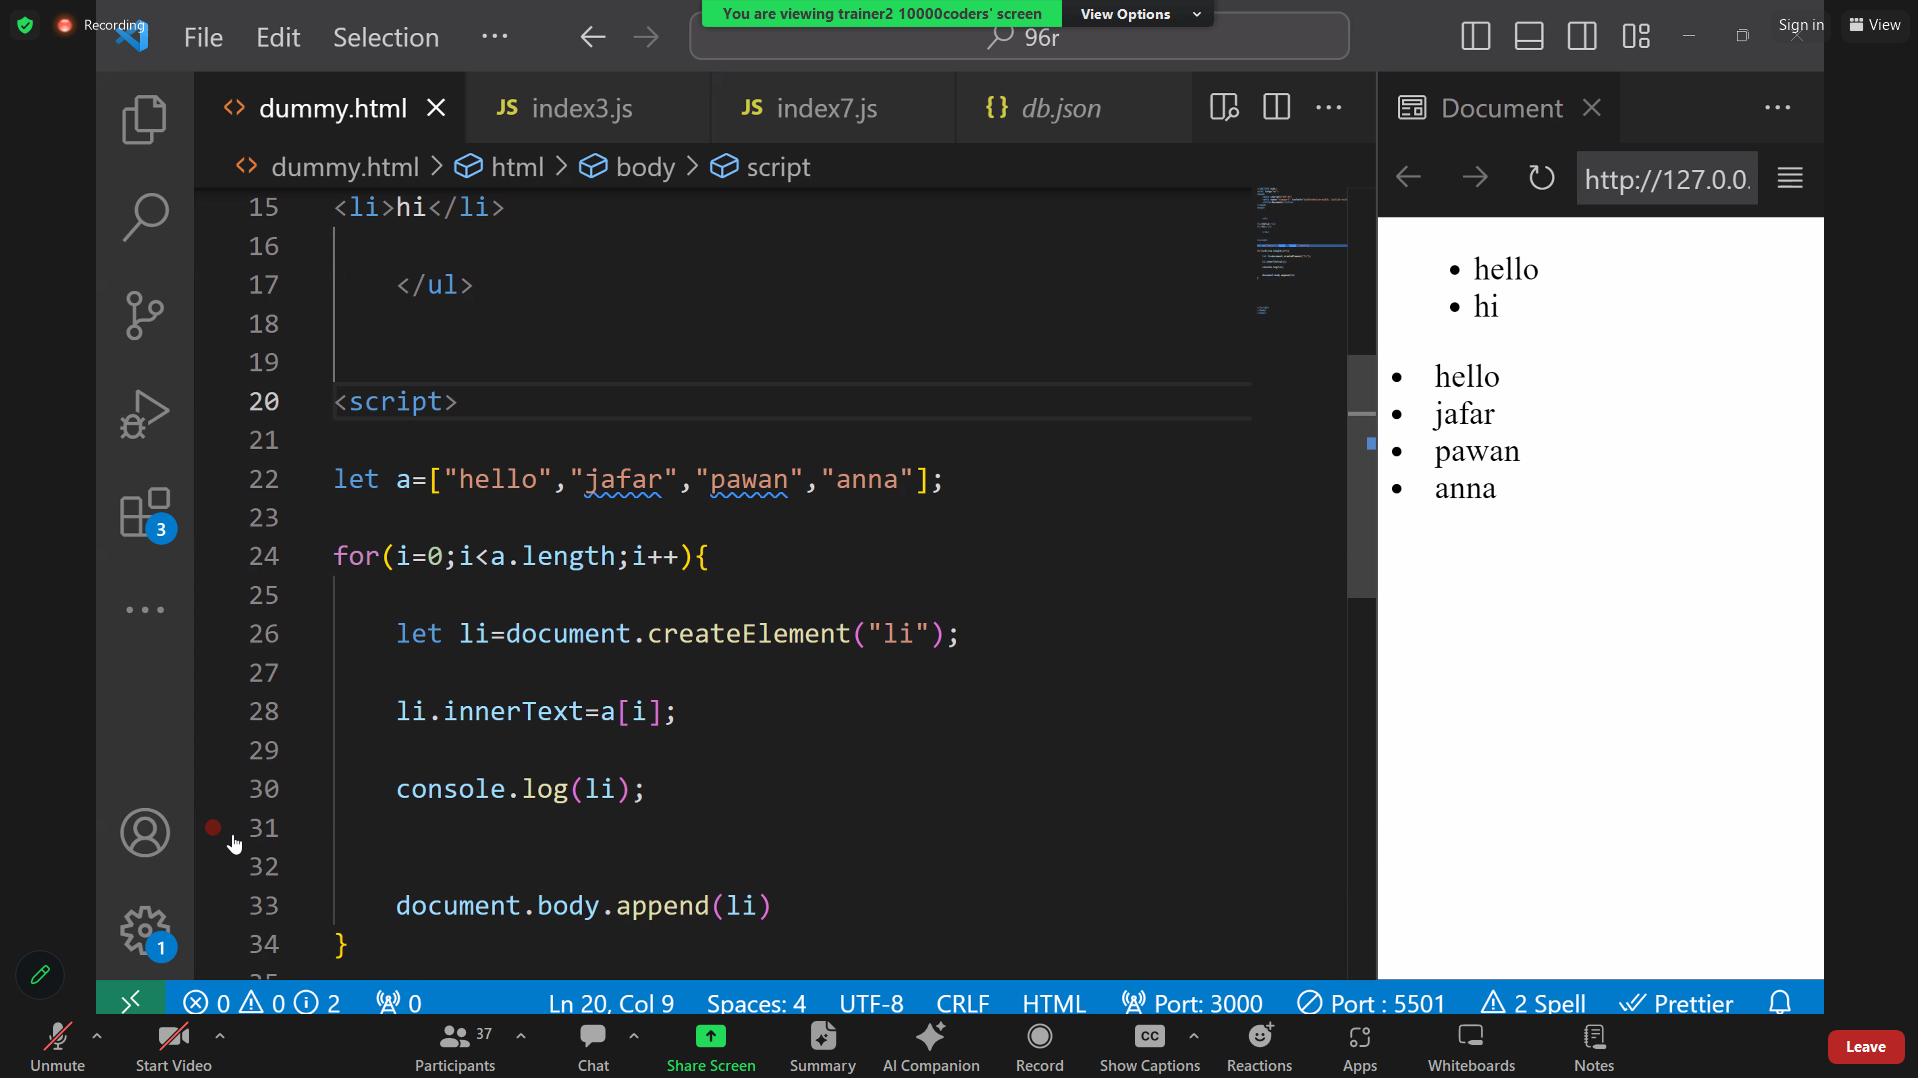 You are viewing trainer2 10000coders' screen
View Options
Recording
File Edit Selection ···
96r
Sign in
View
dummy.html
JS index3.js
JS index7.js
{} db.json
Document
dummy.html > html > body > script
http://127.0.0.
15 <li>hi</li>
16
17 </ul>
18
19
20 <script>
21
22 let a=["hello","jafar","pawan","anna"];
23
24 for(i=0;i<a.length;i++){
25
26 let li=document.createElement("li");
27
28 li.innerText=a[i];
29
30 console.log(li);
31
32
33 document.body.append(li)
34 }
• hello
• hi
• hello
• jafar
• pawan
• anna
3
1
0 0 2 0 Ln 20, Col 9 Spaces: 4 UTF-8 CRLF HTML Port: 3000 Port : 5501 2 Spell Prettier
37
CC
Unmute Start Video Participants Chat Share Screen Summary AI Companion Record Show Captions Reactions Apps Whiteboards Notes Leave